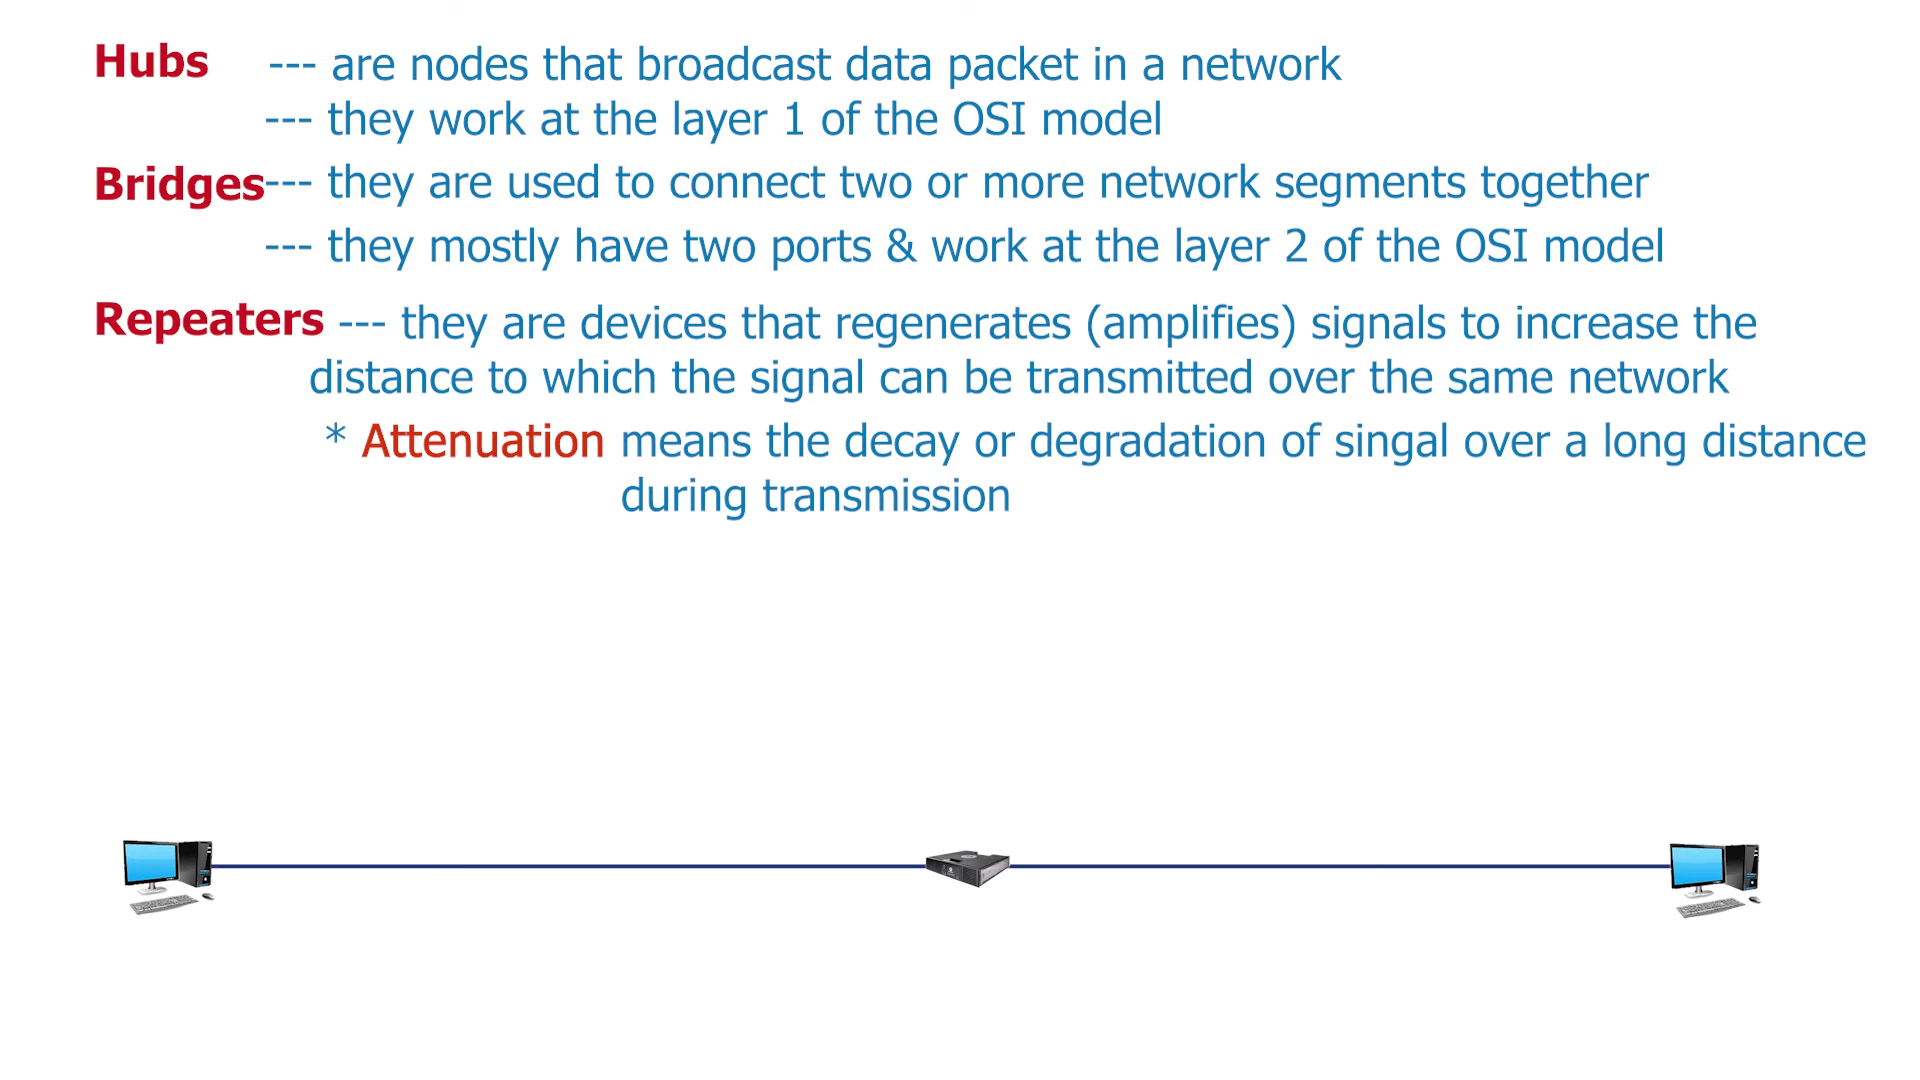 Hubs --- are nodes that broadcast data packet in a network
--- they work at the layer 1 of the OSI model
Bridges--- they are used to connect two or more network segments together
--- they mostly have two ports & work at the layer 2 of the OSI model
Repeaters --- they are devices that regenerates (amplifies) signals to increase the
distance to which the signal can be transmitted over the same network
* Attenuation means the decay or degradation of singal over a long distance
during transmission